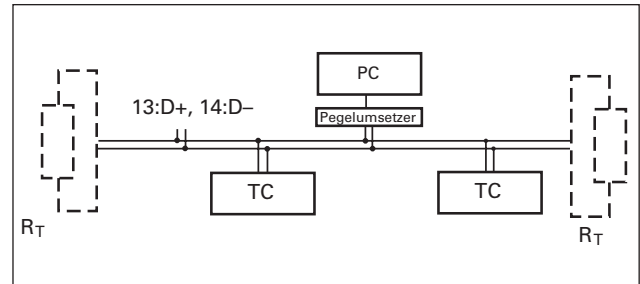 PC
13:D+, 14:D–
Pegelumsetzer
TC
TC
RT
RT